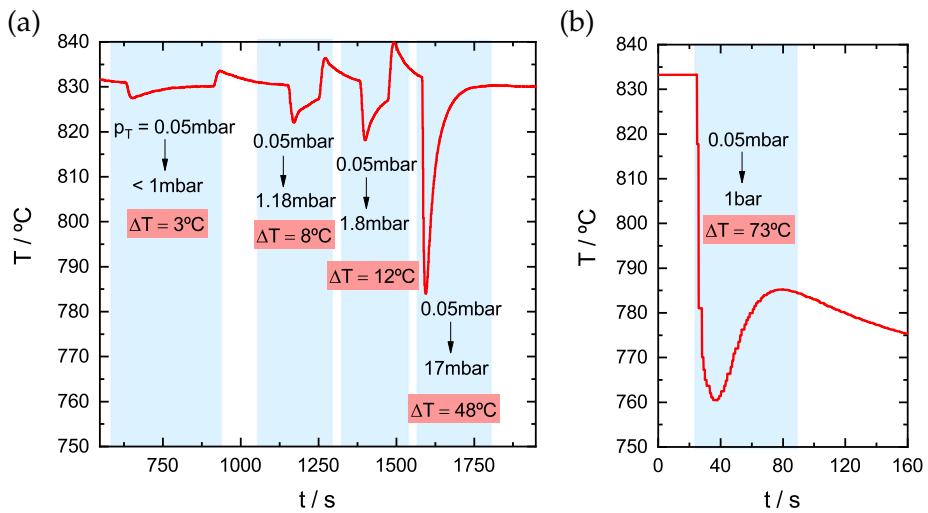 (a)
840
830
820
810
800
790
780
770
760
750
T / ºC
750
1000
1250
1500
1750
t / s
p_T = 0.05mbar
< 1mbar
ΔT = 3ºC
0.05mbar
1.18mbar
ΔT = 8ºC
0.05mbar
1.8mbar
ΔT = 12ºC
0.05mbar
17mbar
ΔT = 48ºC
(b)
840
830
820
810
800
790
780
770
760
750
T / ºC
0
40
80
120
160
t / s
0.05mbar
1bar
ΔT = 73ºC